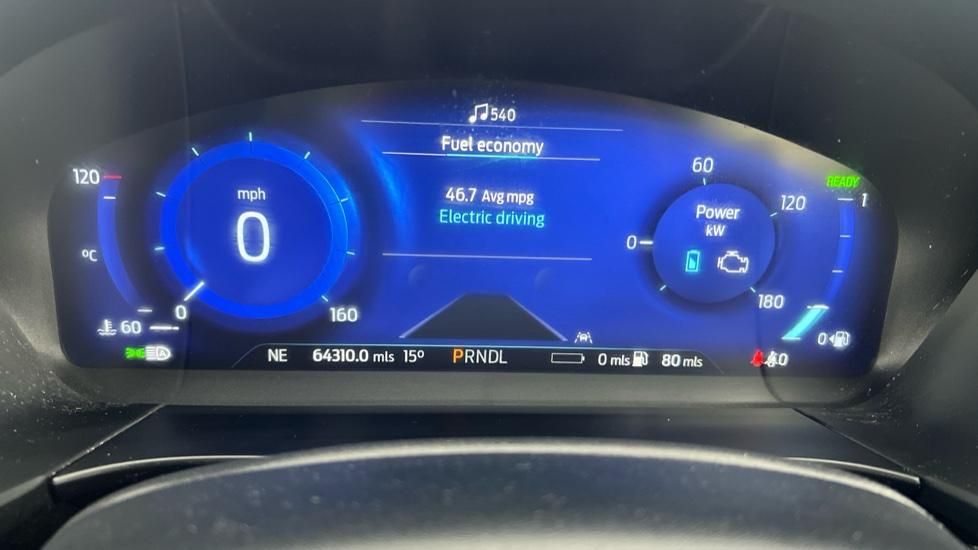 540
Fuel economy
46.7 Avg mpg
Electric driving
120
°C
60
mph
0
0
160
60
0
120
180
Power
kW
READY
1
0
NE 64310.0 mls 15° PRNDL 0 mls 80 mls